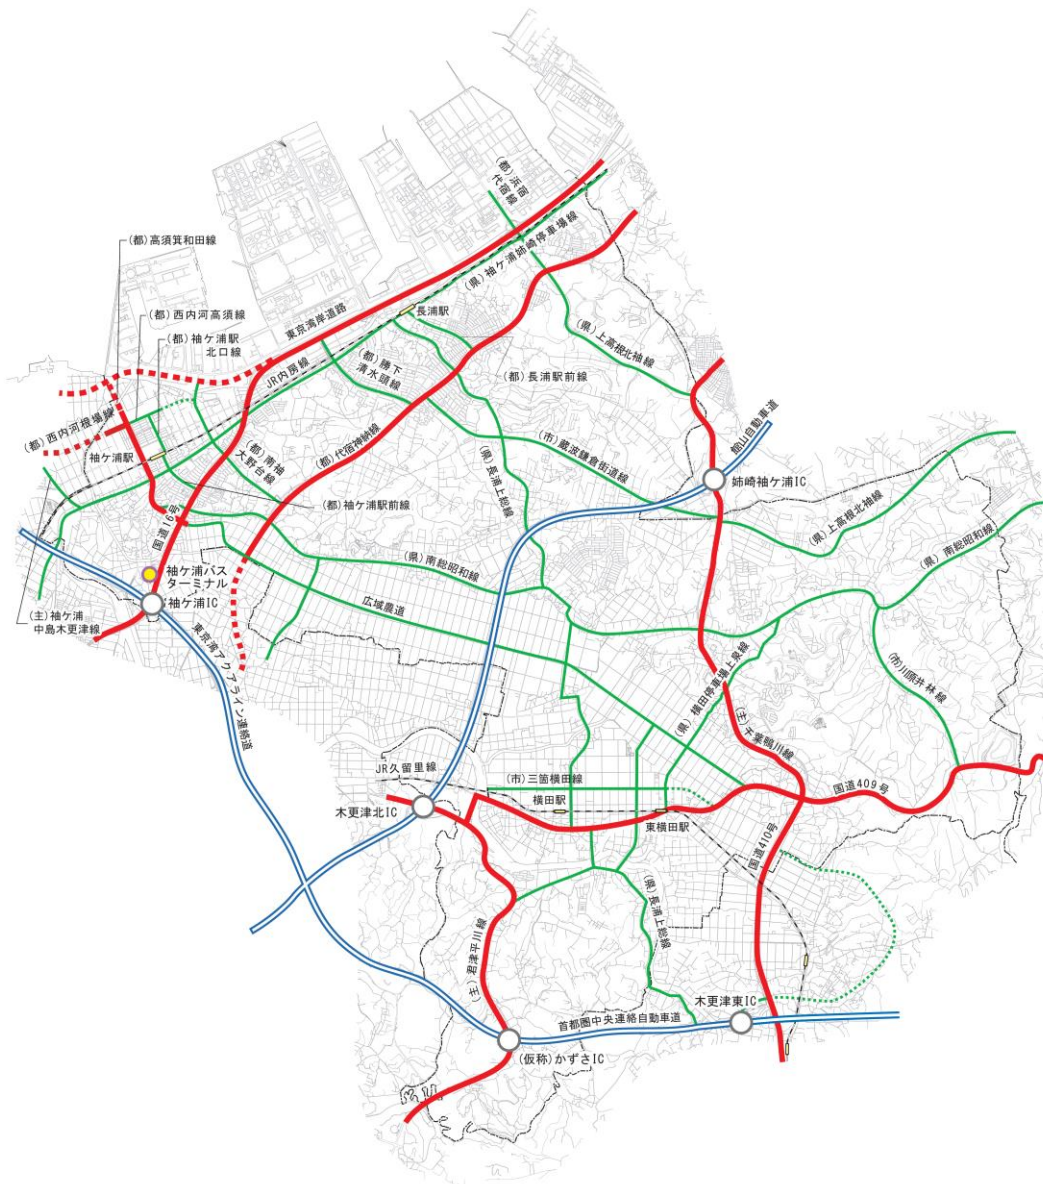 (都)浜宿
代宿線
(都)高須箕和田線
(県)袖ケ浦姉崎停車場線
(都)西内河高須線
(都)袖ケ浦駅
北口線
東京湾岸道路
長浦駅
(県)上高根北袖線
JR内房線
(都)勝下
清水頭線
(都)長浦駅前線
(都)西内河根場線
袖ケ浦駅
(都)南袖
大野台線
(都)代宿神納線
(県)長浦上総線
(市)蔵波鎌倉街道線
館山自動車道
姉崎袖ケ浦IC
(都)袖ケ浦駅前線
国道16号
(県)上高根北袖線
(県)南総昭和線
(県)南総昭和線
袖ケ浦バス
ターミナル
袖ケ浦IC
広域農道
(主)袖ケ浦
中島木更津線
東京湾アクアライン連絡道
(県)横田停車場上泉線
(市)川原井林線
(主)千葉鴨川線
JR久留里線
(市)三箇横田線
国道409号
木更津北IC
横田駅
東横田駅
国道410号
(県)長浦上総線
(主)君津平川線
木更津東IC
首都圏中央連絡自動車道
(仮称)かずさIC